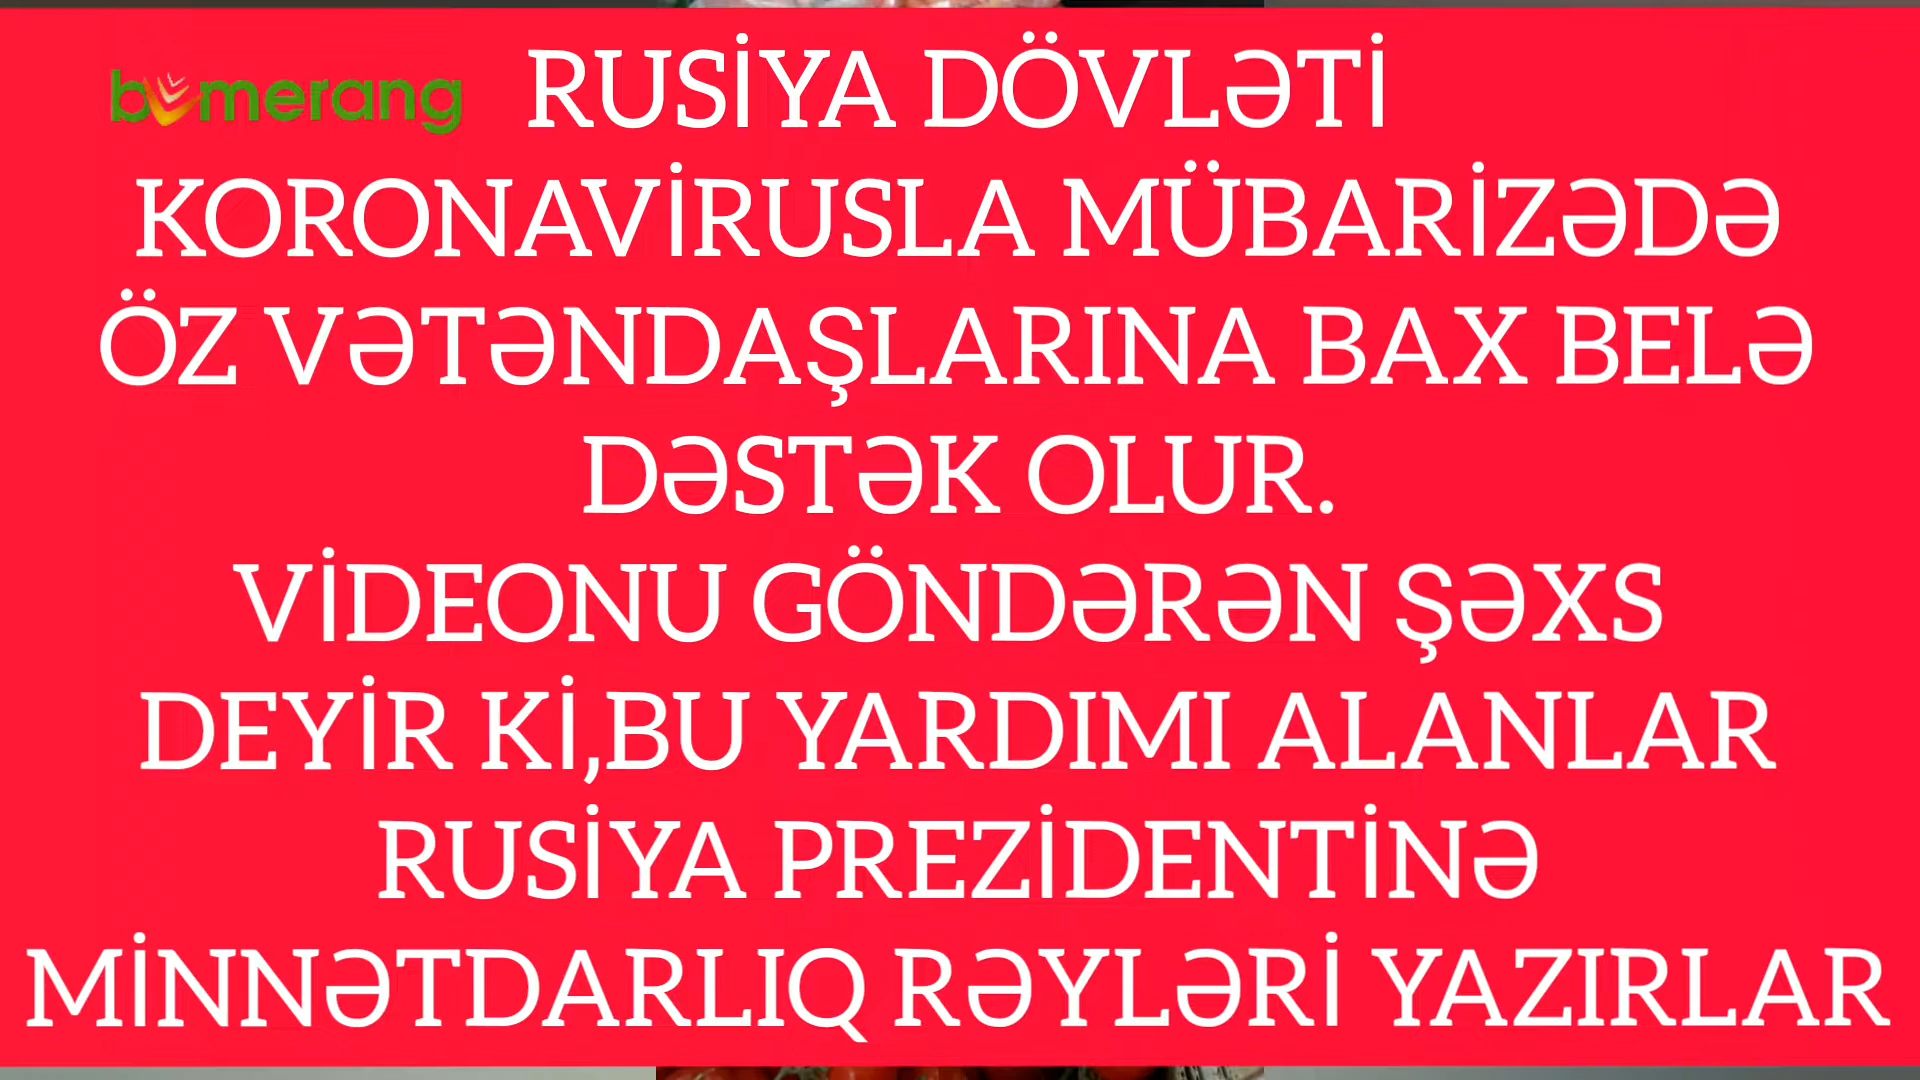 bumerang
RUSİYA DÖVLƏTİ
KORONAVİRUSLA MÜBARİZƏDƏ
ÖZ VƏTƏNDAŞLARINA BAX BELƏ
DƏSTƏK OLUR.
VİDEONU GÖNDƏRƏN ŞƏXS
DEYİR Kİ,BU YARDIMI ALANLAR
RUSİYA PREZİDENTİNƏ
MİNNƏTDARLIQ RƏYLƏRİ YAZIRLAR